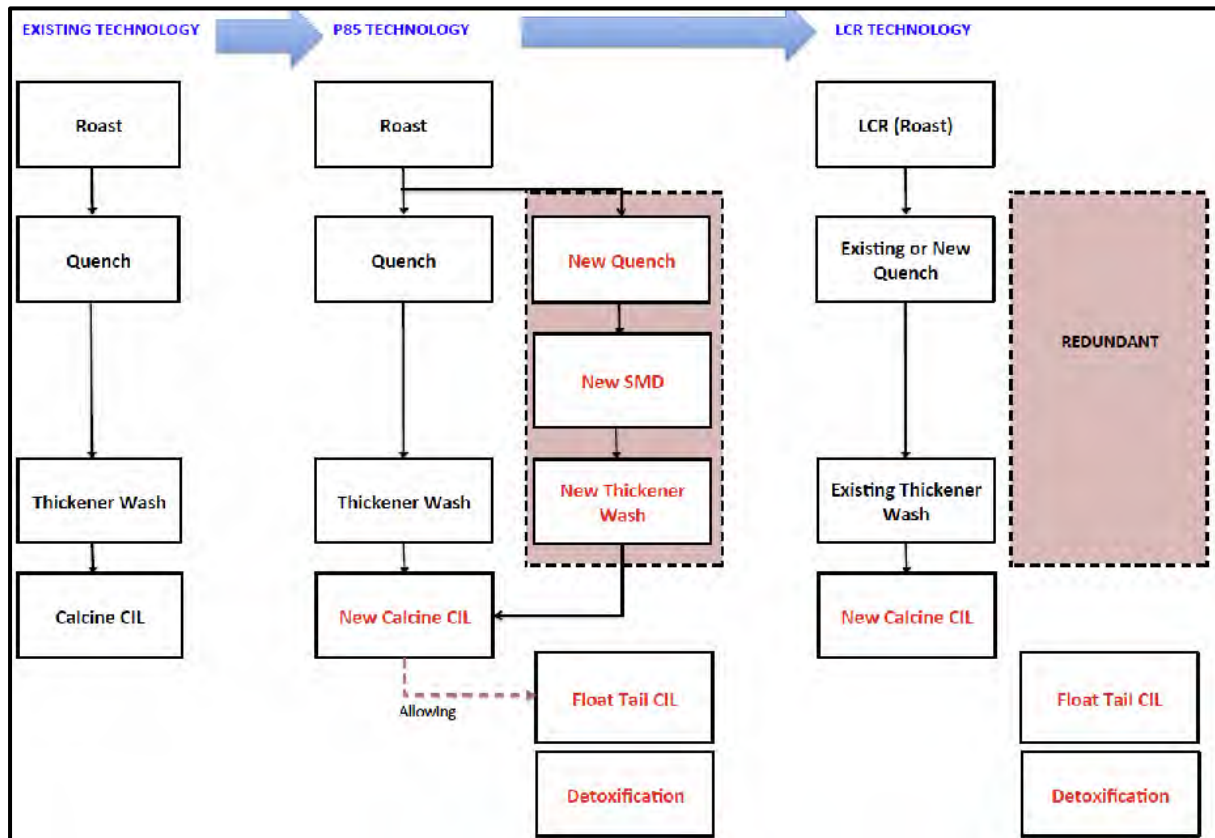 EXISTING TECHNOLOGY
P85 TECHNOLOGY
LCR TECHNOLOGY
Roast
Roast
LCR (Roast)
Quench
Quench
New Quench
Existing or New
Quench
New SMD
REDUNDANT
Thickener Wash
Thickener Wash
New Thickener
Wash
Existing Thickener
Wash
Calcine CIL
New Calcine CIL
New Calcine CIL
Allowing
Float Tail CIL
Float Tail CIL
Detoxification
Detoxification